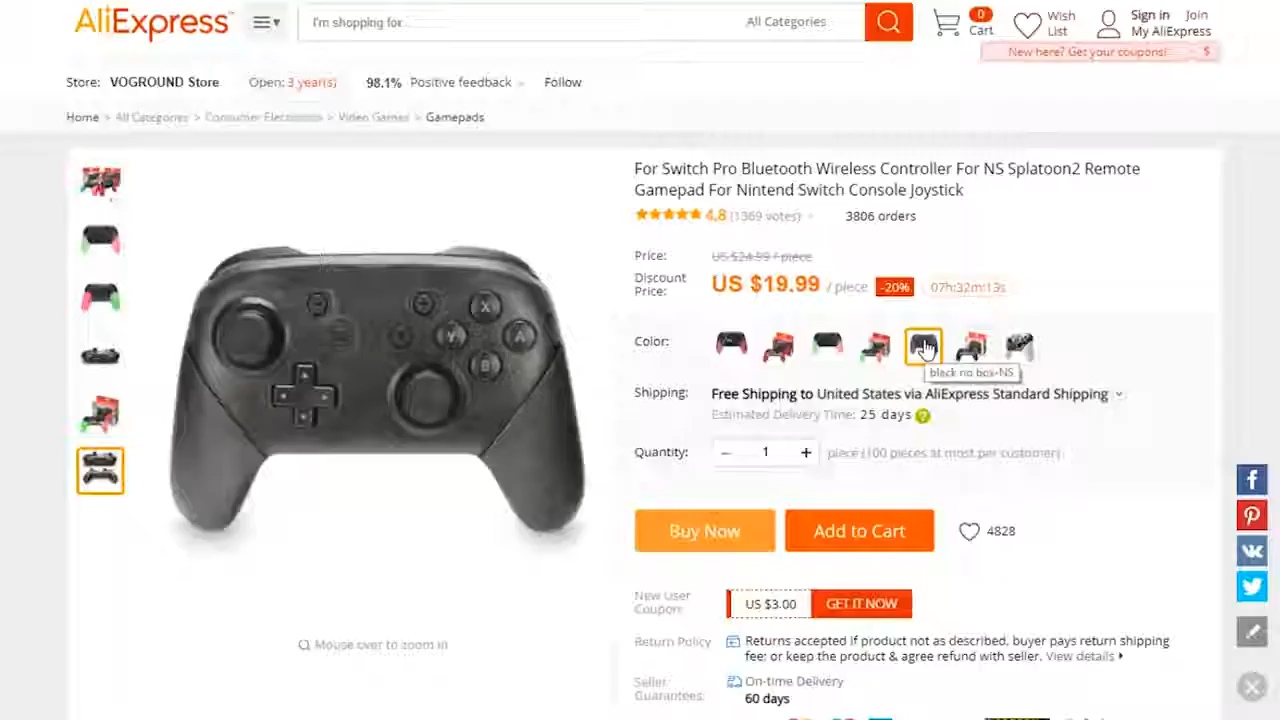 AliExpress™
I'm shopping for All Categories
0
Cart
Wish
List
Sign in Join
My AliExpress
New here? Get your coupons! $
Store: VOGROUND Store Open: 3 year(s) 98.1% Positive feedback Follow
Home > All Categories > Consumer Electronics > Video Games > Gamepads
For Switch Pro Bluetooth Wireless Controller For NS Splatoon2 Remote
Gamepad For Nintend Switch Console Joystick
4.8 (1369 votes) 3806 orders
Price: US $24.99 / piece
Discount
Price: US $19.99 / piece -20% 07h:32m:13s
X
Y A
B
Color:
black no box-NS
Shipping: Free Shipping to United States via AliExpress Standard Shipping
Estimated Delivery Time: 25 days ?
Quantity: − 1 + piece (100 pieces at most per customer)
Buy Now Add to Cart 4828
New User
Coupon: US $3.00 GET IT NOW
Mouse over to zoom in
Return Policy Returns accepted if product not as described, buyer pays return shipping
fee; or keep the product & agree refund with seller. View details
Seller
Guarantees: On-time Delivery
60 days